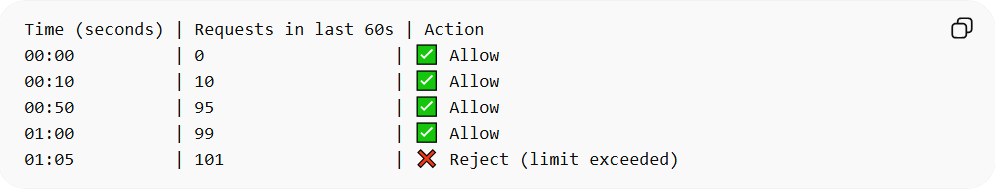 Time (seconds) | Requests in last 60s | Action
00:00 | 0 | ✅ Allow
00:10 | 10 | ✅ Allow
00:50 | 95 | ✅ Allow
01:00 | 99 | ✅ Allow
01:05 | 101 | ❌ Reject (limit exceeded)